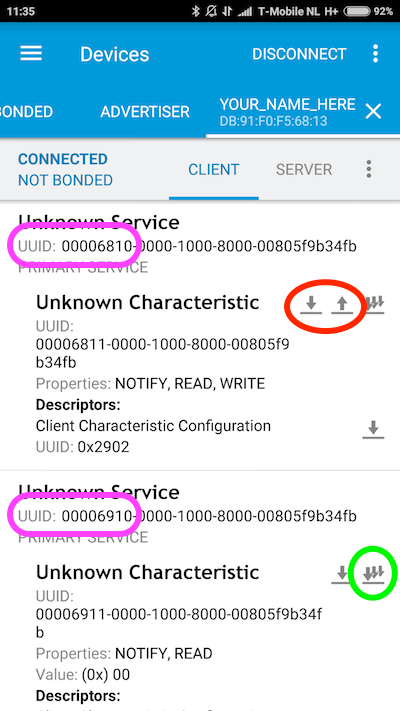 11:35 T-Mobile NL H+ 92%
Devices DISCONNECT
BONDED ADVERTISER YOUR_NAME_HERE
DB:91:F0:F5:68:13
CONNECTED
NOT BONDED
CLIENT SERVER
Unknown Service
UUID: 00006810-0000-1000-8000-00805f9b34fb
PRIMARY SERVICE
Unknown Characteristic
UUID:
00006811-0000-1000-8000-00805f9
b34fb
Properties: NOTIFY, READ, WRITE
Descriptors:
Client Characteristic Configuration
UUID: 0x2902
Unknown Service
UUID: 00006910-0000-1000-8000-00805f9b34fb
PRIMARY SERVICE
Unknown Characteristic
UUID:
00006911-0000-1000-8000-00805f9b34f
b
Properties: NOTIFY, READ
Value: (0x) 00
Descriptors: